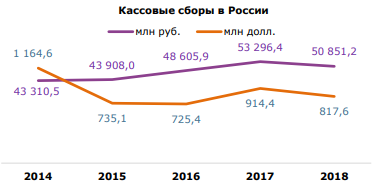 Кассовые сборы в России
млн руб. млн долл.
1 164,6 43 908,0 48 605,9 53 296,4 50 851,2
43 310,5 735,1 725,4 914,4 817,6
2014 2015 2016 2017 2018